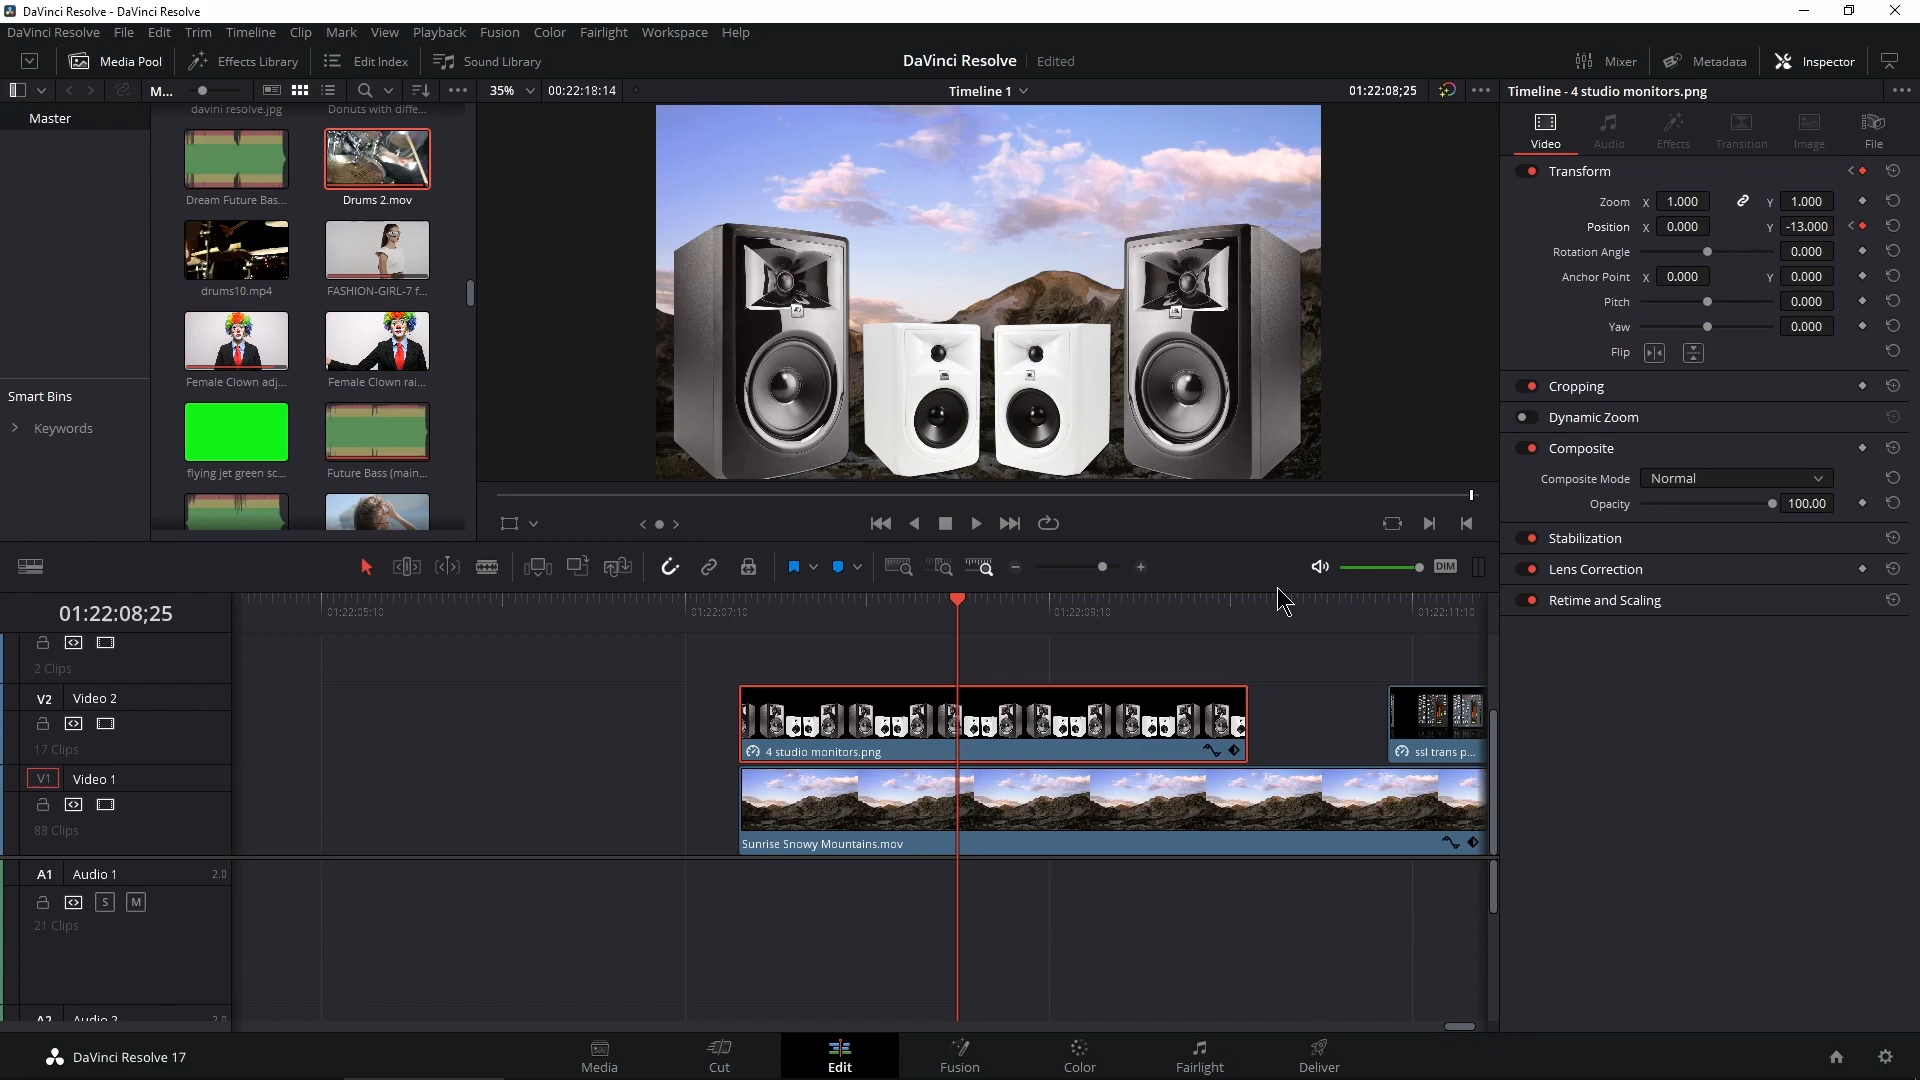 DaVinci Resolve - DaVinci Resolve
DaVinci Resolve File Edit Trim Timeline Clip Mark View Playback Fusion Color Fairlight Workspace Help
Media Pool Effects Library Edit Index Sound Library DaVinci Resolve Edited Mixer Metadata Inspector
M... 35% 00:22:18:14 Timeline 1 01:22:08;25 Timeline - 4 studio monitors.png
Master
davini resolve.jpg Donuts with diffe...
Video Audio Effects Transition Image File
Dream Future Bas... Drums 2.mov
drums10.mp4 FASHION-GIRL-7 f...
Female Clown adj... Female Clown rai...
flying jet green sc... Future Bass (main...
Smart Bins
Keywords
Transform
Zoom X 1.000 Y 1.000
Position X 0.000 Y -13.000
Rotation Angle 0.000
Anchor Point X 0.000 Y 0.000
Pitch 0.000
Yaw 0.000
Flip
Cropping
Dynamic Zoom
Composite
Composite Mode Normal
Opacity 100.00
Stabilization
Lens Correction
Retime and Scaling
DIM
01:22:08;25
01:22:05;10 01:22:07;10 01:22:09;10 01:22:11;10
2 Clips
V2 Video 2
17 Clips
4 studio monitors.png ssl trans p...
V1 Video 1
88 Clips
Sunrise Snowy Mountains.mov
A1 Audio 1 2.0
S M
21 Clips
A2 Audio 2 2.0
DaVinci Resolve 17
Media Cut Edit Fusion Color Fairlight Deliver